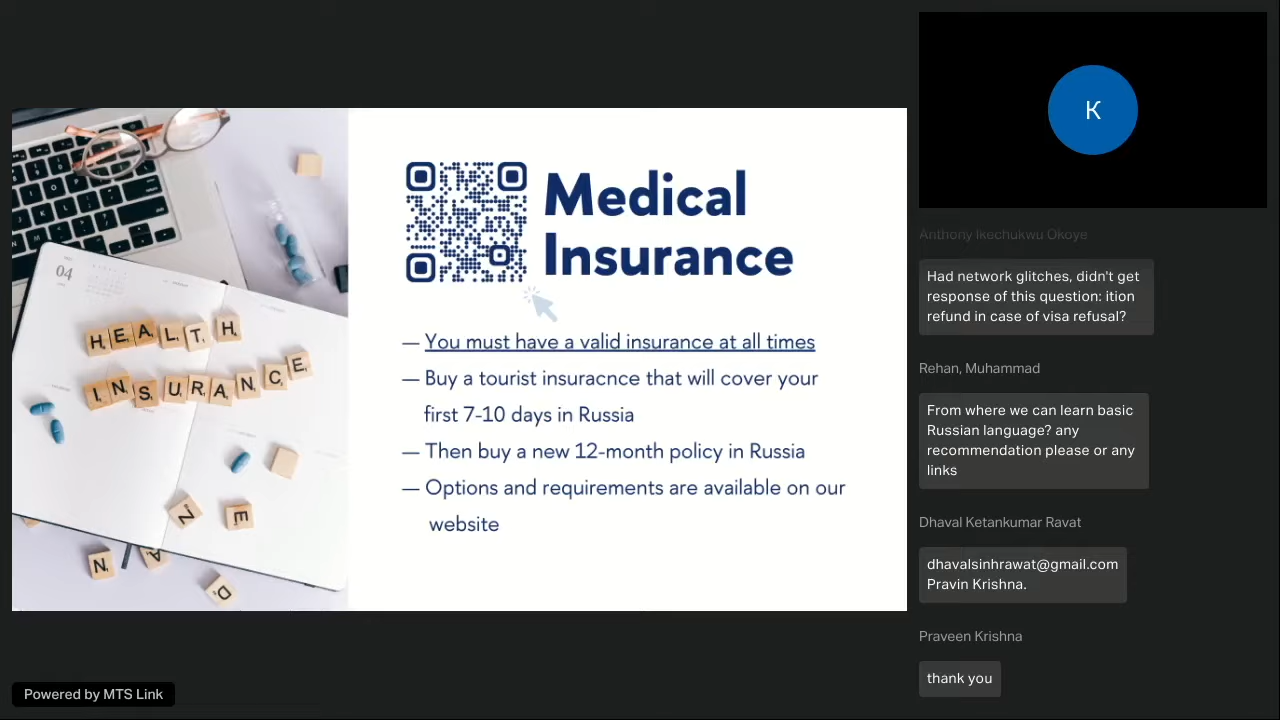 Medical
Insurance
— You must have a valid insurance at all times
— Buy a tourist insuracnce that will cover your
first 7-10 days in Russia
— Then buy a new 12-month policy in Russia
— Options and requirements are available on our
website
04
HEALTH
INSURANCE
Z
E
N
A
D
K
Anthony Ikechukwu Okoye
Had network glitches, didn't get
response of this question: ition
refund in case of visa refusal?
Rehan, Muhammad
From where we can learn basic
Russian language? any
recommendation please or any
links
Dhaval Ketankumar Ravat
dhavalsinhrawat@gmail.com
Pravin Krishna.
Praveen Krishna
thank you
Powered by MTS Link